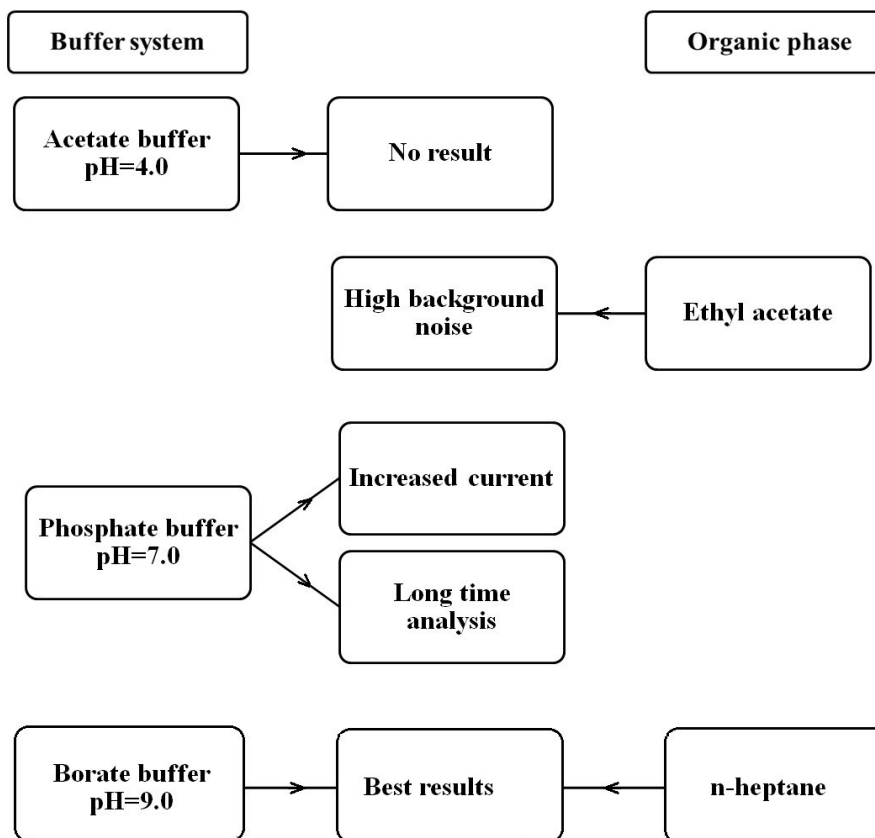 Buffer system
Organic phase
Acetate buffer
pH=4.0
No result
High background
noise
Ethyl acetate
Phosphate buffer
pH=7.0
Increased current
Long time
analysis
Borate buffer
pH=9.0
Best results
n-heptane